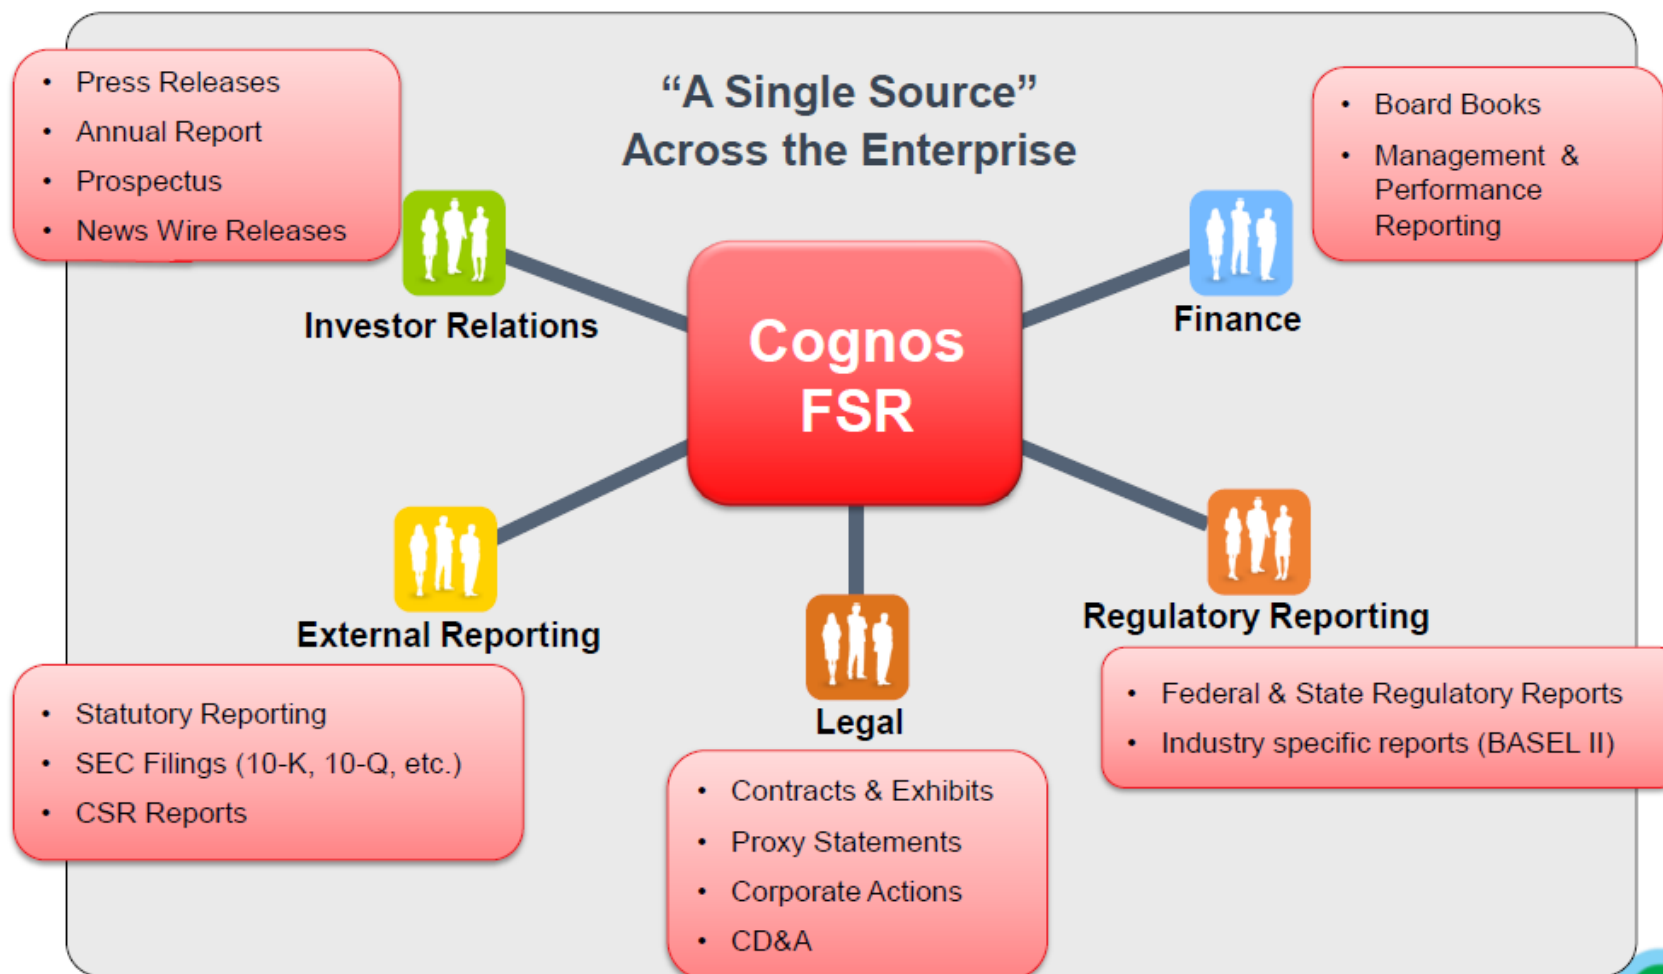 “A Single Source”
Across the Enterprise
• Press Releases
• Annual Report
• Prospectus
• News Wire Releases
Investor Relations
• Board Books
• Management & 
Performance
Reporting
Finance
Cognos
FSR
External Reporting
• Statutory Reporting
• SEC Filings (10-K, 10-Q, etc.)
• CSR Reports
Legal
• Contracts & Exhibits
• Proxy Statements
• Corporate Actions
• CD&A
Regulatory Reporting
• Federal & State Regulatory Reports
• Industry specific reports (BASEL II)